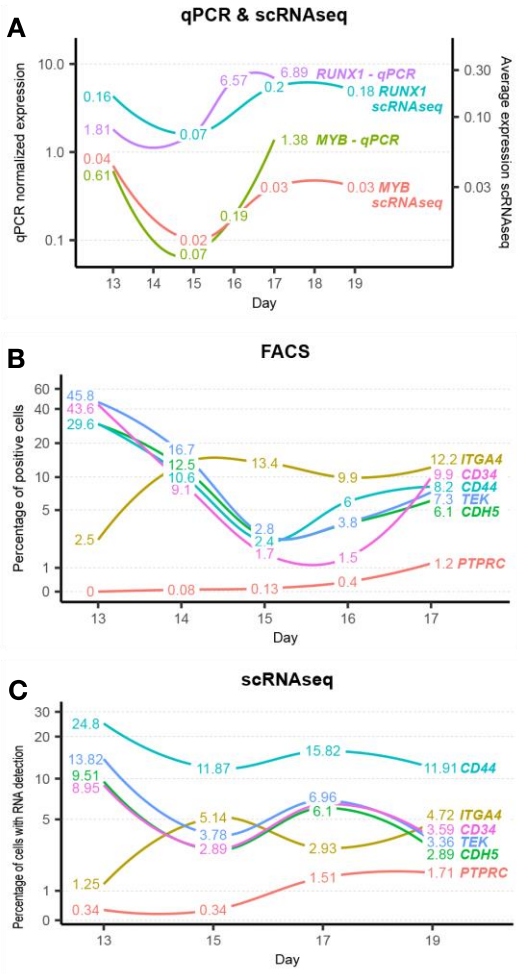 A
qPCR & scRNAseq
qPCR normalized expression
10.0
1.0
0.1
Average expression scRNAseq
0.30
0.10
0.03
0.16
1.81
0.07
6.57
6.89 RUNX1 - qPCR
0.2
0.18 RUNX1
scRNAseq
0.04
0.61
1.38 MYB - qPCR
0.02
0.07
0.19
0.03
0.03 MYB
scRNAseq
13 14 15 16 17 18 19
Day
B
FACS
Percentage of positive cells
60
40
20
10
5
1
0
45.8
43.6
29.6
2.5
0
16.7
12.5
10.6
9.1
0.08
13.4
2.8
2.4
1.7
0.13
9.9
6
3.8
1.5
0.4
12.2 ITGA4
9.9 CD34
8.2 CD44
7.3 TEK
6.1 CDH5
1.2 PTPRC
13 14 15 16 17
Day
C
scRNAseq
Percentage of cells with RNA detection
30
20
10
5
1
0
24.8
13.82
9.51
8.95
1.25
0.34
11.87
5.14
3.78
2.89
0.34
15.82
6.96
6.1
2.93
1.51
11.91 CD44
4.72 ITGA4
3.59 CD34
3.36 TEK
2.89 CDH5
1.71 PTPRC
13 15 17 19
Day